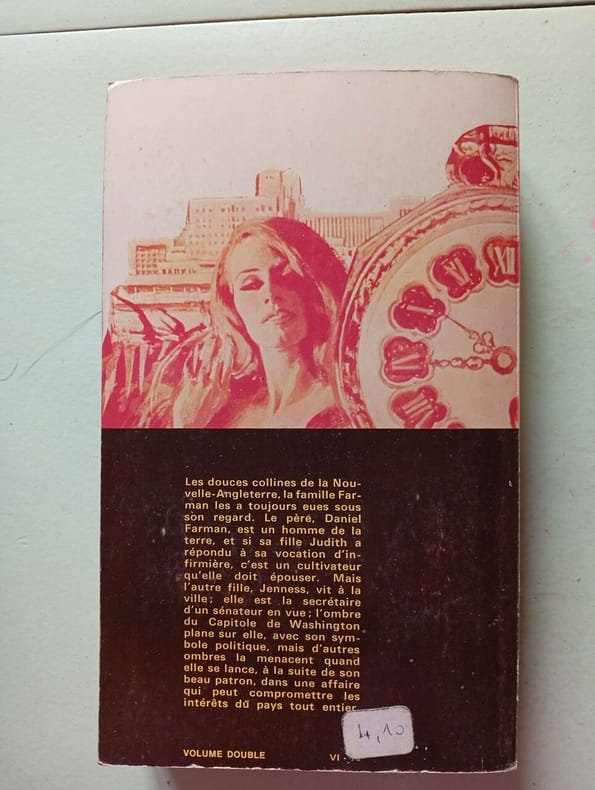 XII
Les douces collines de la Nou-
velle-Angleterre, la famille Far-
man les a toujours eues sous
son regard. Le père, Daniel
Farman, est un homme de la
terre, et si sa fille Judith a
répondu à sa vocation d'in-
firmière, c'est un cultivateur
qu'elle doit épouser. Mais
l'autre fille, Jenness, vit à la
ville ; elle est la secrétaire
d'un sénateur en vue ; l'ombre
du Capitole de Washington
plane sur elle, avec son sym-
bole politique, mais d'autres
ombres la menacent quand
elle se lance, à la suite de son
beau patron, dans une affaire
qui peut compromettre les
intérêts du pays tout entier.
4,10
VOLUME DOUBLE VI -